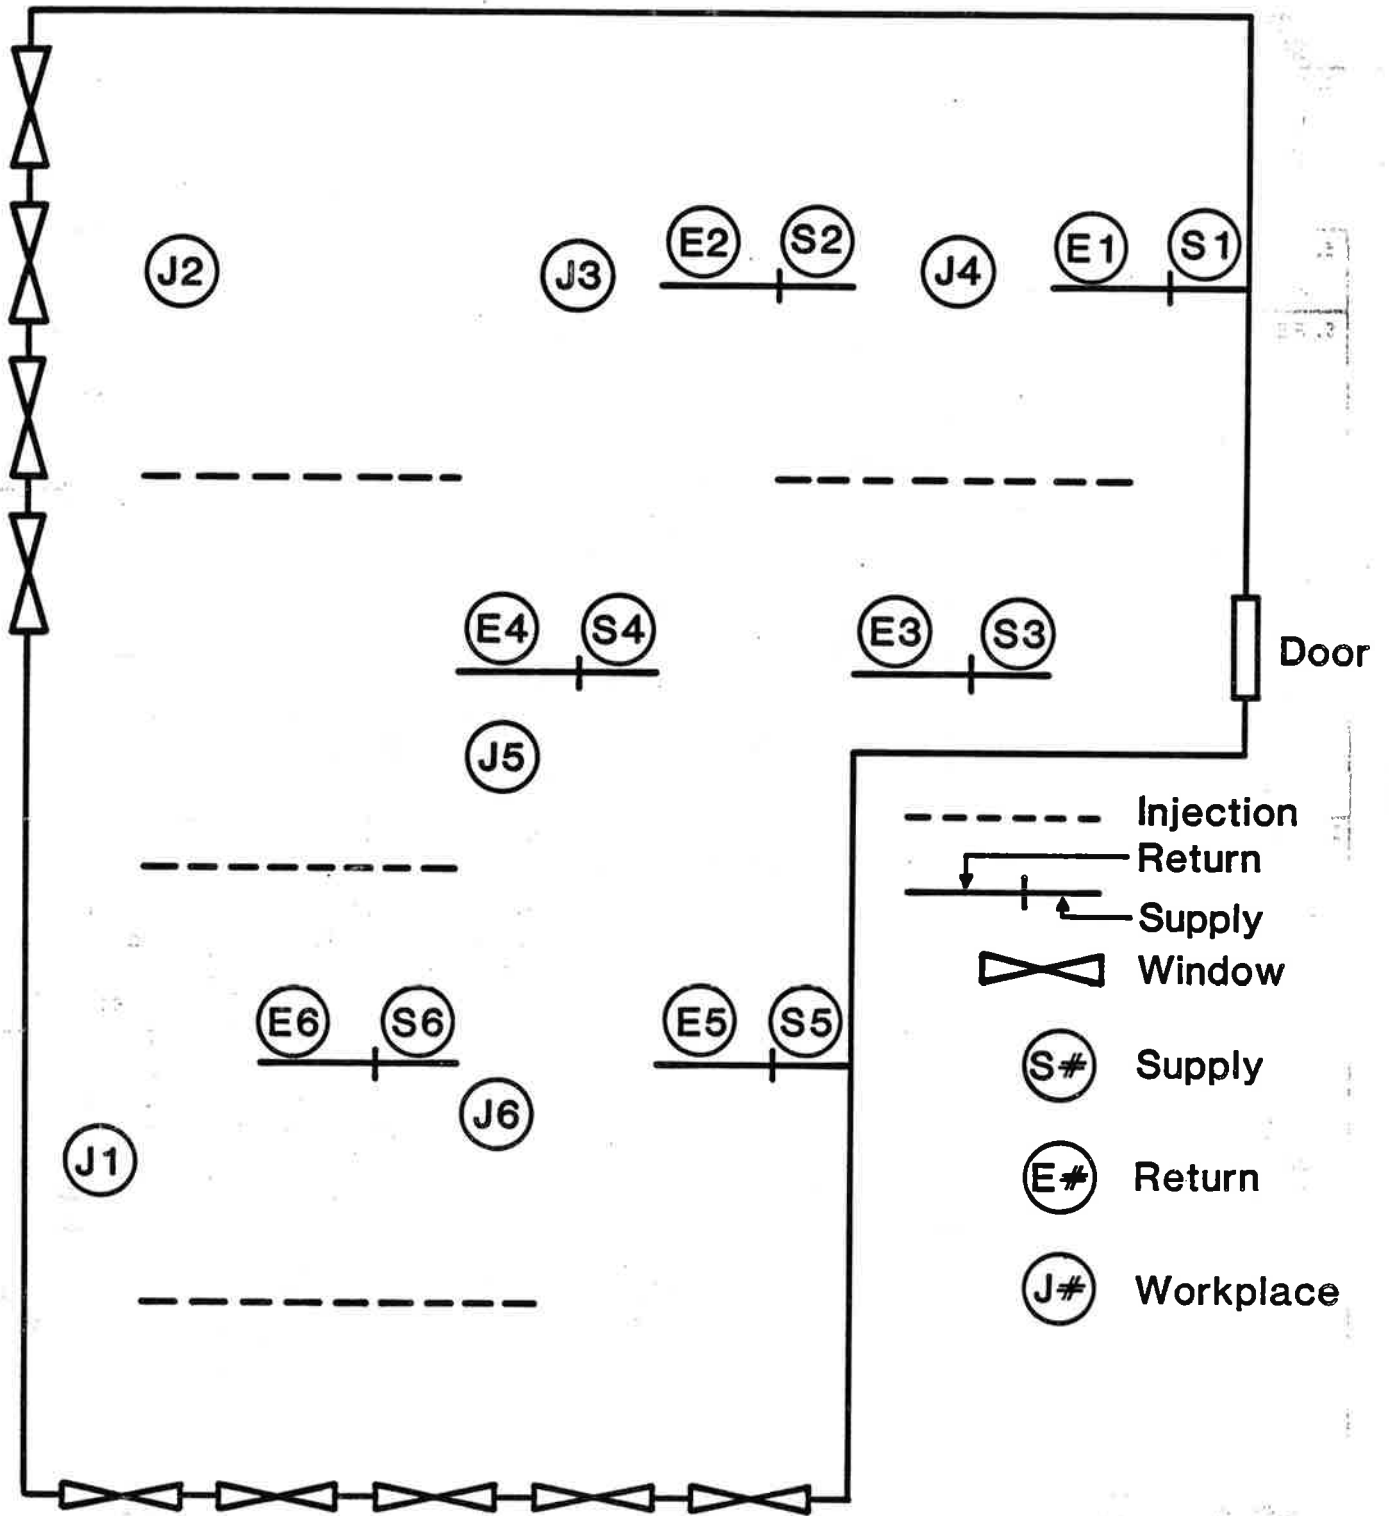 E2 S2 E1 S1
J2 J3 J4
E4 S4 E3 S3
Door
J5
Injection
Return
Supply
Window
E6 S6 E5 S5
S# Supply
J6
J1
E# Return
J# Workplace